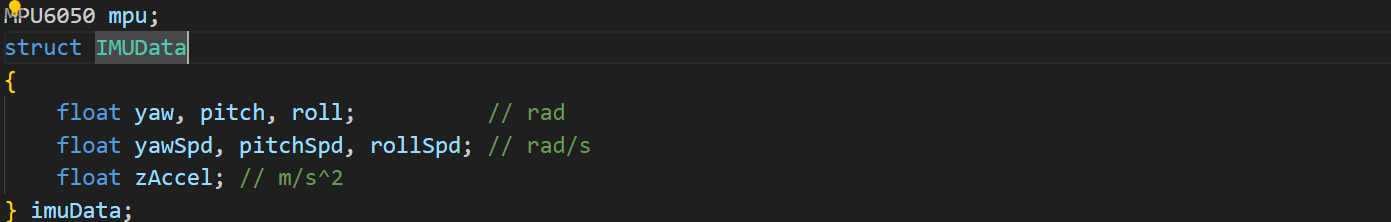 MPU6050 mpu;
struct IMUData
{
    float yaw, pitch, roll;          // rad
    float yawSpd, pitchSpd, rollSpd; // rad/s
    float zAccel; // m/s^2
} imuData;